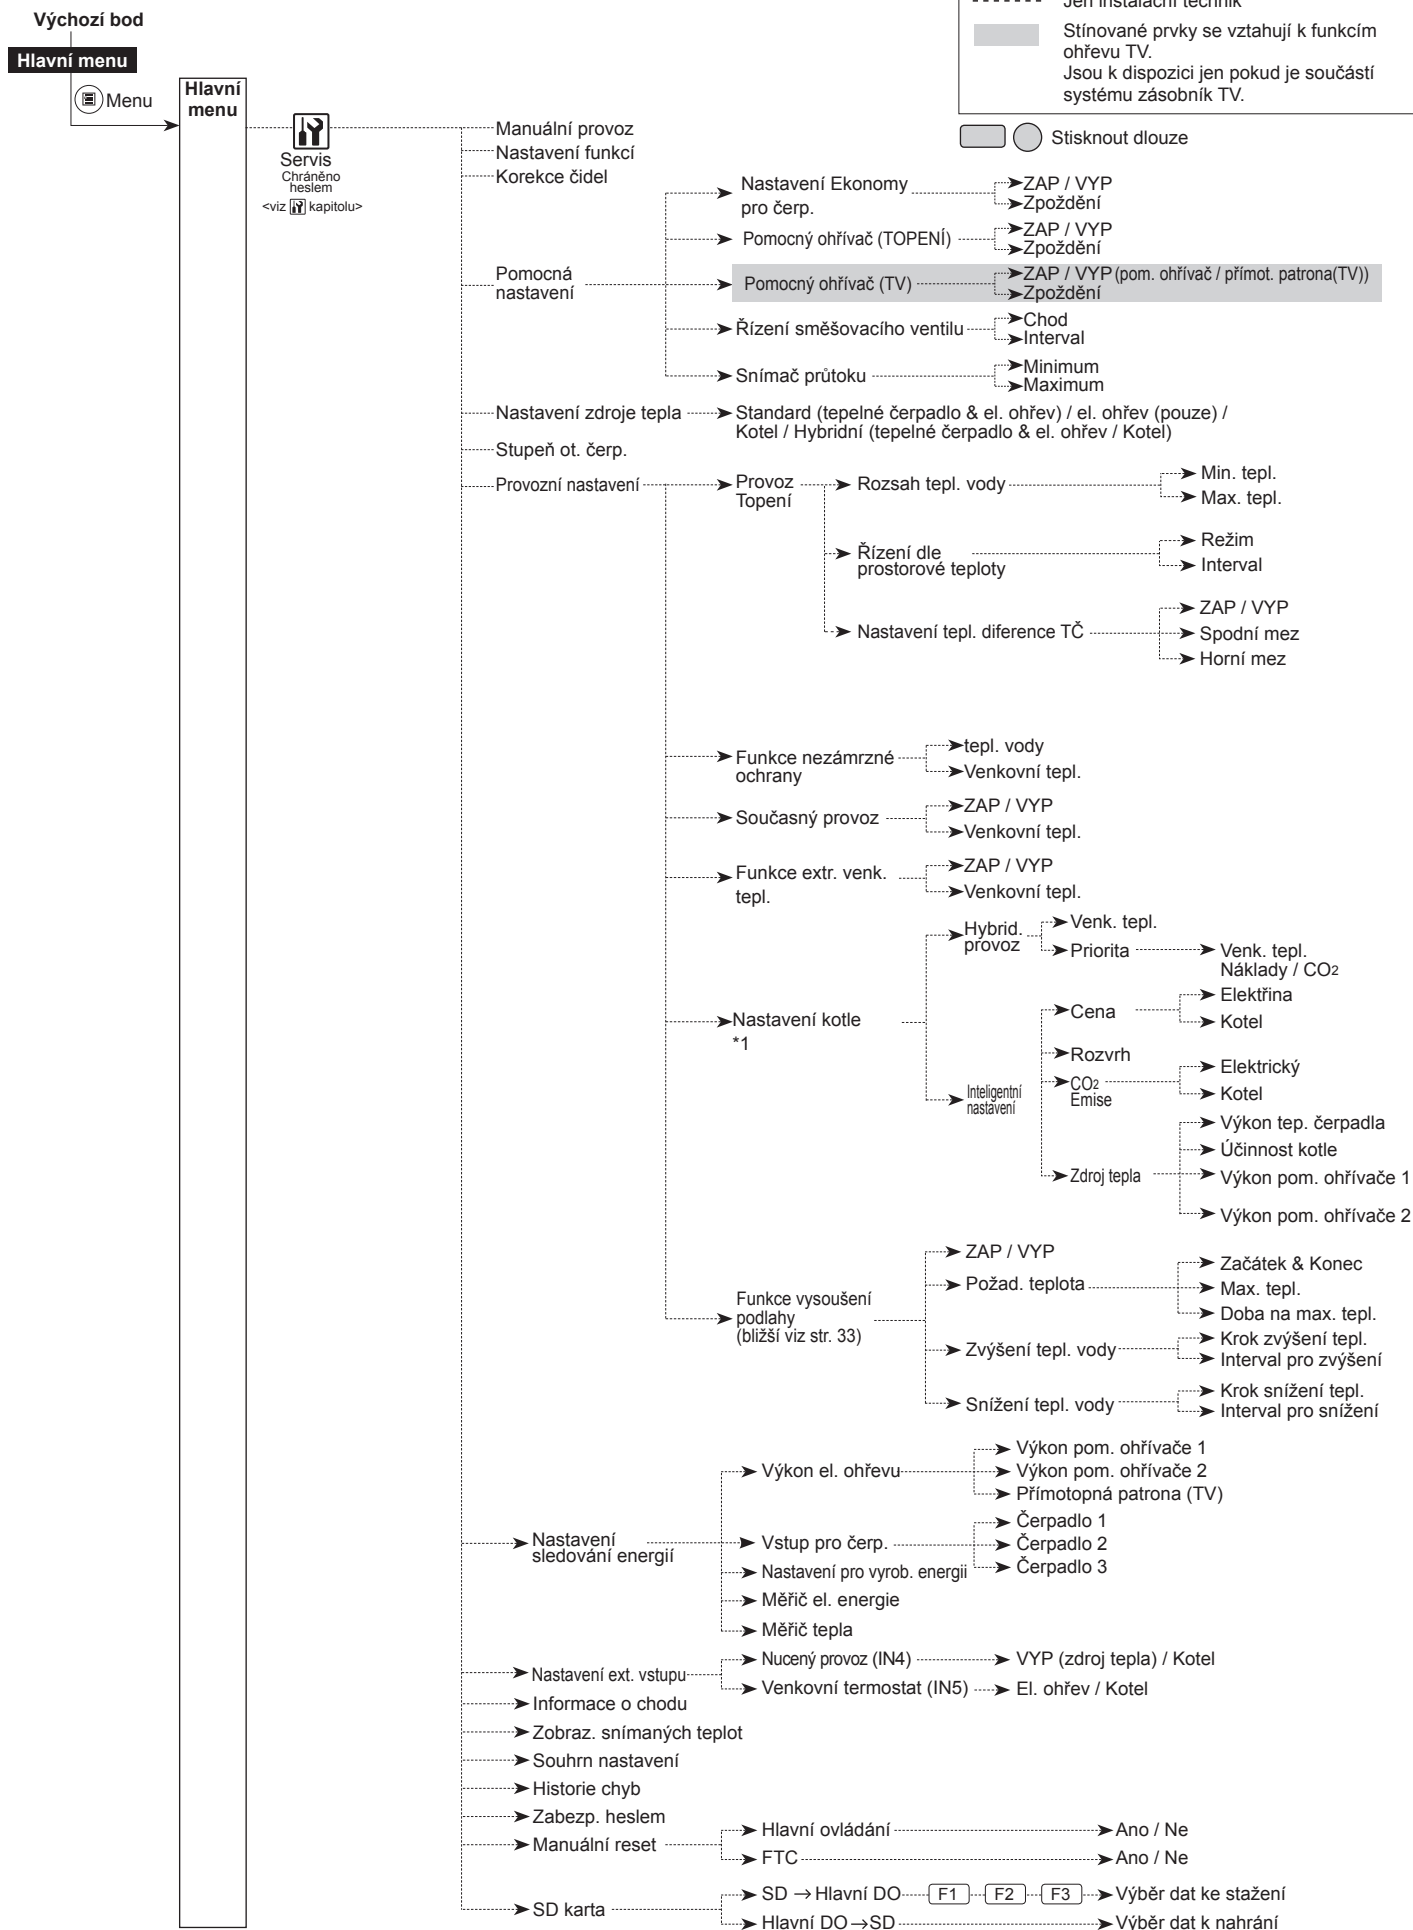 Jen instalační technik
Stínované prvky se vztahují k funkcím
ohřevu TV.
Jsou k dispozici jen pokud je součástí
systému zásobník TV.
Stisknout dlouze
Výchozí bod
Hlavní menu
Menu
Hlavní
menu
Servis
Chráněno
heslem
<viz kapitolu>
Manuální provoz
Nastavení funkcí
Korekce čidel
Pomocná
nastavení
Nastavení Ekonomy
pro čerp.
ZAP / VYP
Zpoždění
Pomocný ohřívač (TOPENÍ)
ZAP / VYP
Zpoždění
Pomocný ohřívač (TV)
ZAP / VYP (pom. ohřívač / přímot. patrona(TV))
Zpoždění
Řízení směšovacího ventilu
Chod
Interval
Snímač průtoku
Minimum
Maximum
Nastavení zdroje tepla
Standard (tepelné čerpadlo & el. ohřev) / el. ohřev (pouze) /
Kotel / Hybridní (tepelné čerpadlo & el. ohřev / Kotel)
Stupeň ot. čerp.
Provozní nastavení
Provoz
Topení
Rozsah tepl. vody
Min. tepl.
Max. tepl.
Řízení dle
prostorové teploty
Režim
Interval
Nastavení tepl. diference TČ
ZAP / VYP
Spodní mez
Horní mez
Funkce nezámrzné
ochrany
tepl. vody
Venkovní tepl.
Současný provoz
ZAP / VYP
Venkovní tepl.
Funkce extr. venk.
tepl.
ZAP / VYP
Venkovní tepl.
Nastavení kotle
*1
Hybrid.
provoz
Venk. tepl.
Priorita
Venk. tepl.
Náklady / CO2
Inteligentní
nastavení
Cena
Elektřina
Kotel
Rozvrh
CO2
Emise
Elektrický
Kotel
Zdroj tepla
Výkon tep. čerpadla
Účinnost kotle
Výkon pom. ohřívače 1
Výkon pom. ohřívače 2
Funkce vysoušení
podlahy
(bližší viz str. 33)
ZAP / VYP
Požad. teplota
Začátek & Konec
Max. tepl.
Doba na max. tepl.
Zvýšení tepl. vody
Krok zvýšení tepl.
Interval pro zvýšení
Snížení tepl. vody
Krok snížení tepl.
Interval pro snížení
Nastavení
sledování energií
Výkon el. ohřevu
Výkon pom. ohřívače 1
Výkon pom. ohřívače 2
Přímotopná patrona (TV)
Vstup pro čerp.
Čerpadlo 1
Čerpadlo 2
Čerpadlo 3
Nastavení pro vyrob. energii
Měřič el. energie
Měřič tepla
Nastavení ext. vstupu
Nucený provoz (IN4)
VYP (zdroj tepla) / Kotel
Venkovní termostat (IN5)
El. ohřev / Kotel
Informace o chodu
Zobraz. snímaných teplot
Souhrn nastavení
Historie chyb
Zabezp. heslem
Manuální reset
Hlavní ovládání
Ano / Ne
FTC
Ano / Ne
SD karta
SD → Hlavní DO F1 F2 F3 Výběr dat ke stažení
Hlavní DO → SD Výběr dat k nahrání